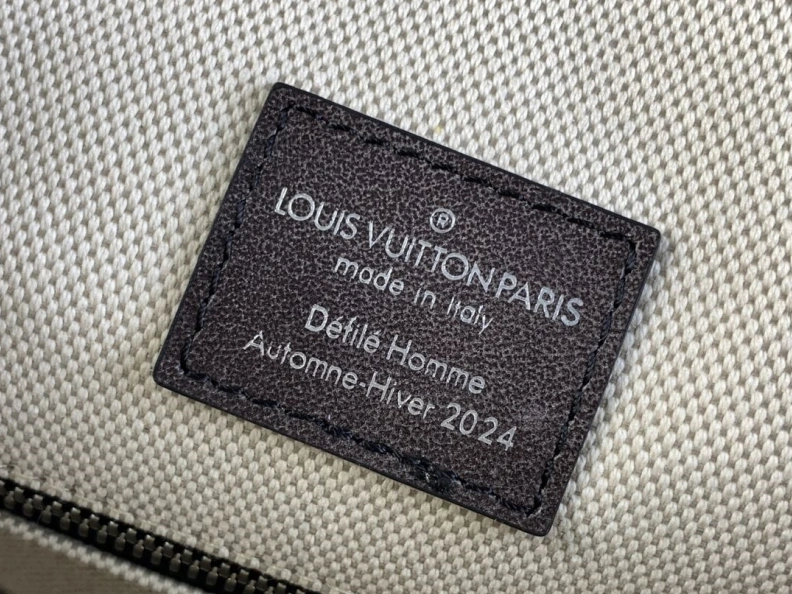 ®
LOUIS VUITTON PARIS
made in italy
Défilé Homme
Automne-Hiver 2024